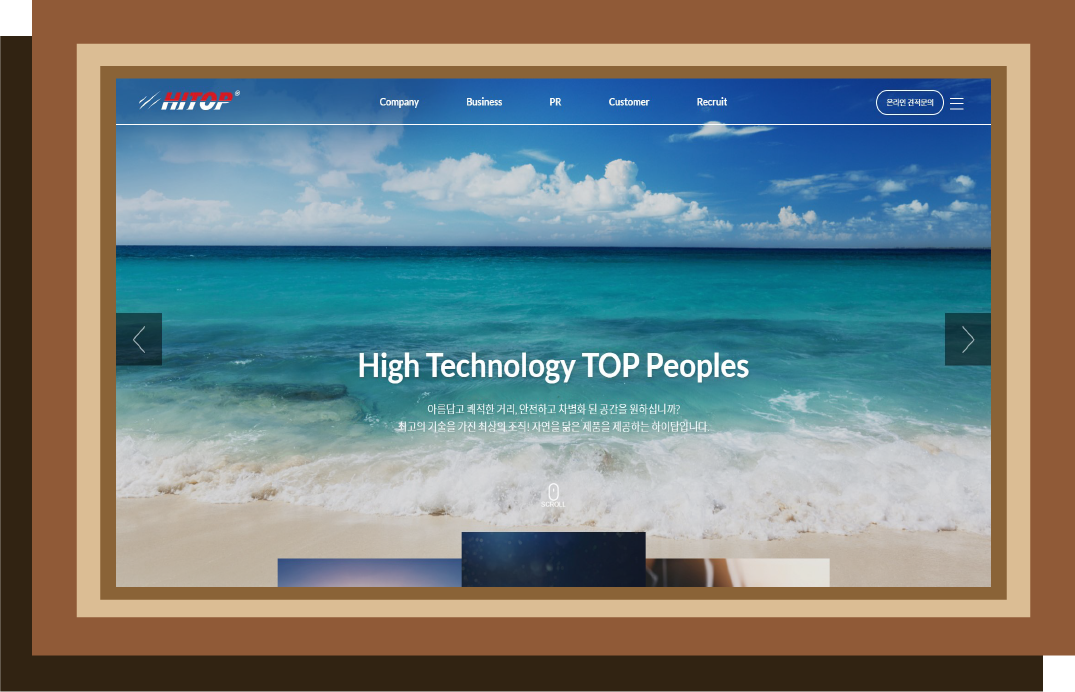 HITOP®
Company
Business
PR
Customer
Recruit
온라인 견적문의
High Technology TOP Peoples
아름답고 쾌적한 거리, 안전하고 차별화 된 공간을 원하십니까?
최고의 기술을 가진 최상의 조직! 자연을 닮은 제품을 제공하는 하이탑입니다.
SCROLL